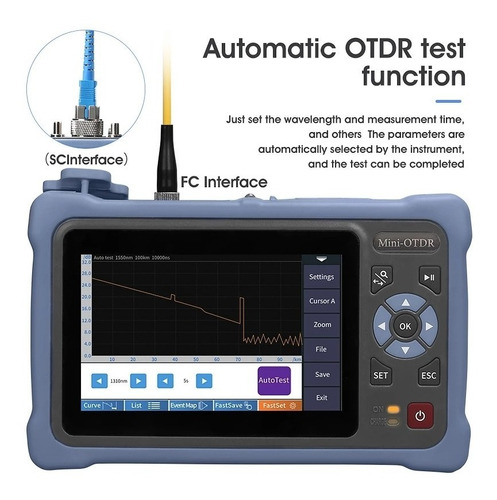 Automatic OTDR test
function
Just set the wavelength and measurement time,
and others The parameters are
automatically selected by the instrument,
and the test can be completed
(SCInterface)
FC Interface
Mini-OTDR
Auto test 1550nm 100km 10000ns
32.0
28.0
24.0
20.0
16.0
12.0
8.0
4.0
0.0
10 20 30 40 50 60 70 80 90 /km
Settings
Cursor A
Zoom
File
Save
Exit
1310nm
5s
AutoTest
Curve
List
EventMap
FastSave
FastSet
OK
SET
ESC
ON